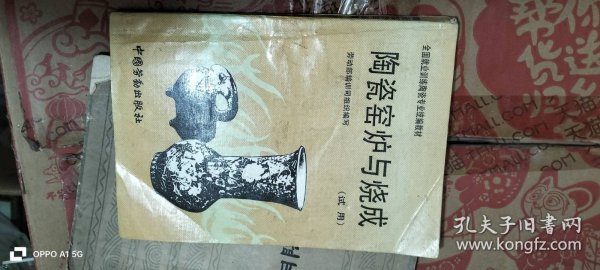 全国就业训练陶瓷专业统编教材
陶瓷窑炉与烧成
（试用）
劳动部培训司组织编写
中国劳动出版社
OPPO A1 5G
孔夫子旧书网
www.kongfz.com